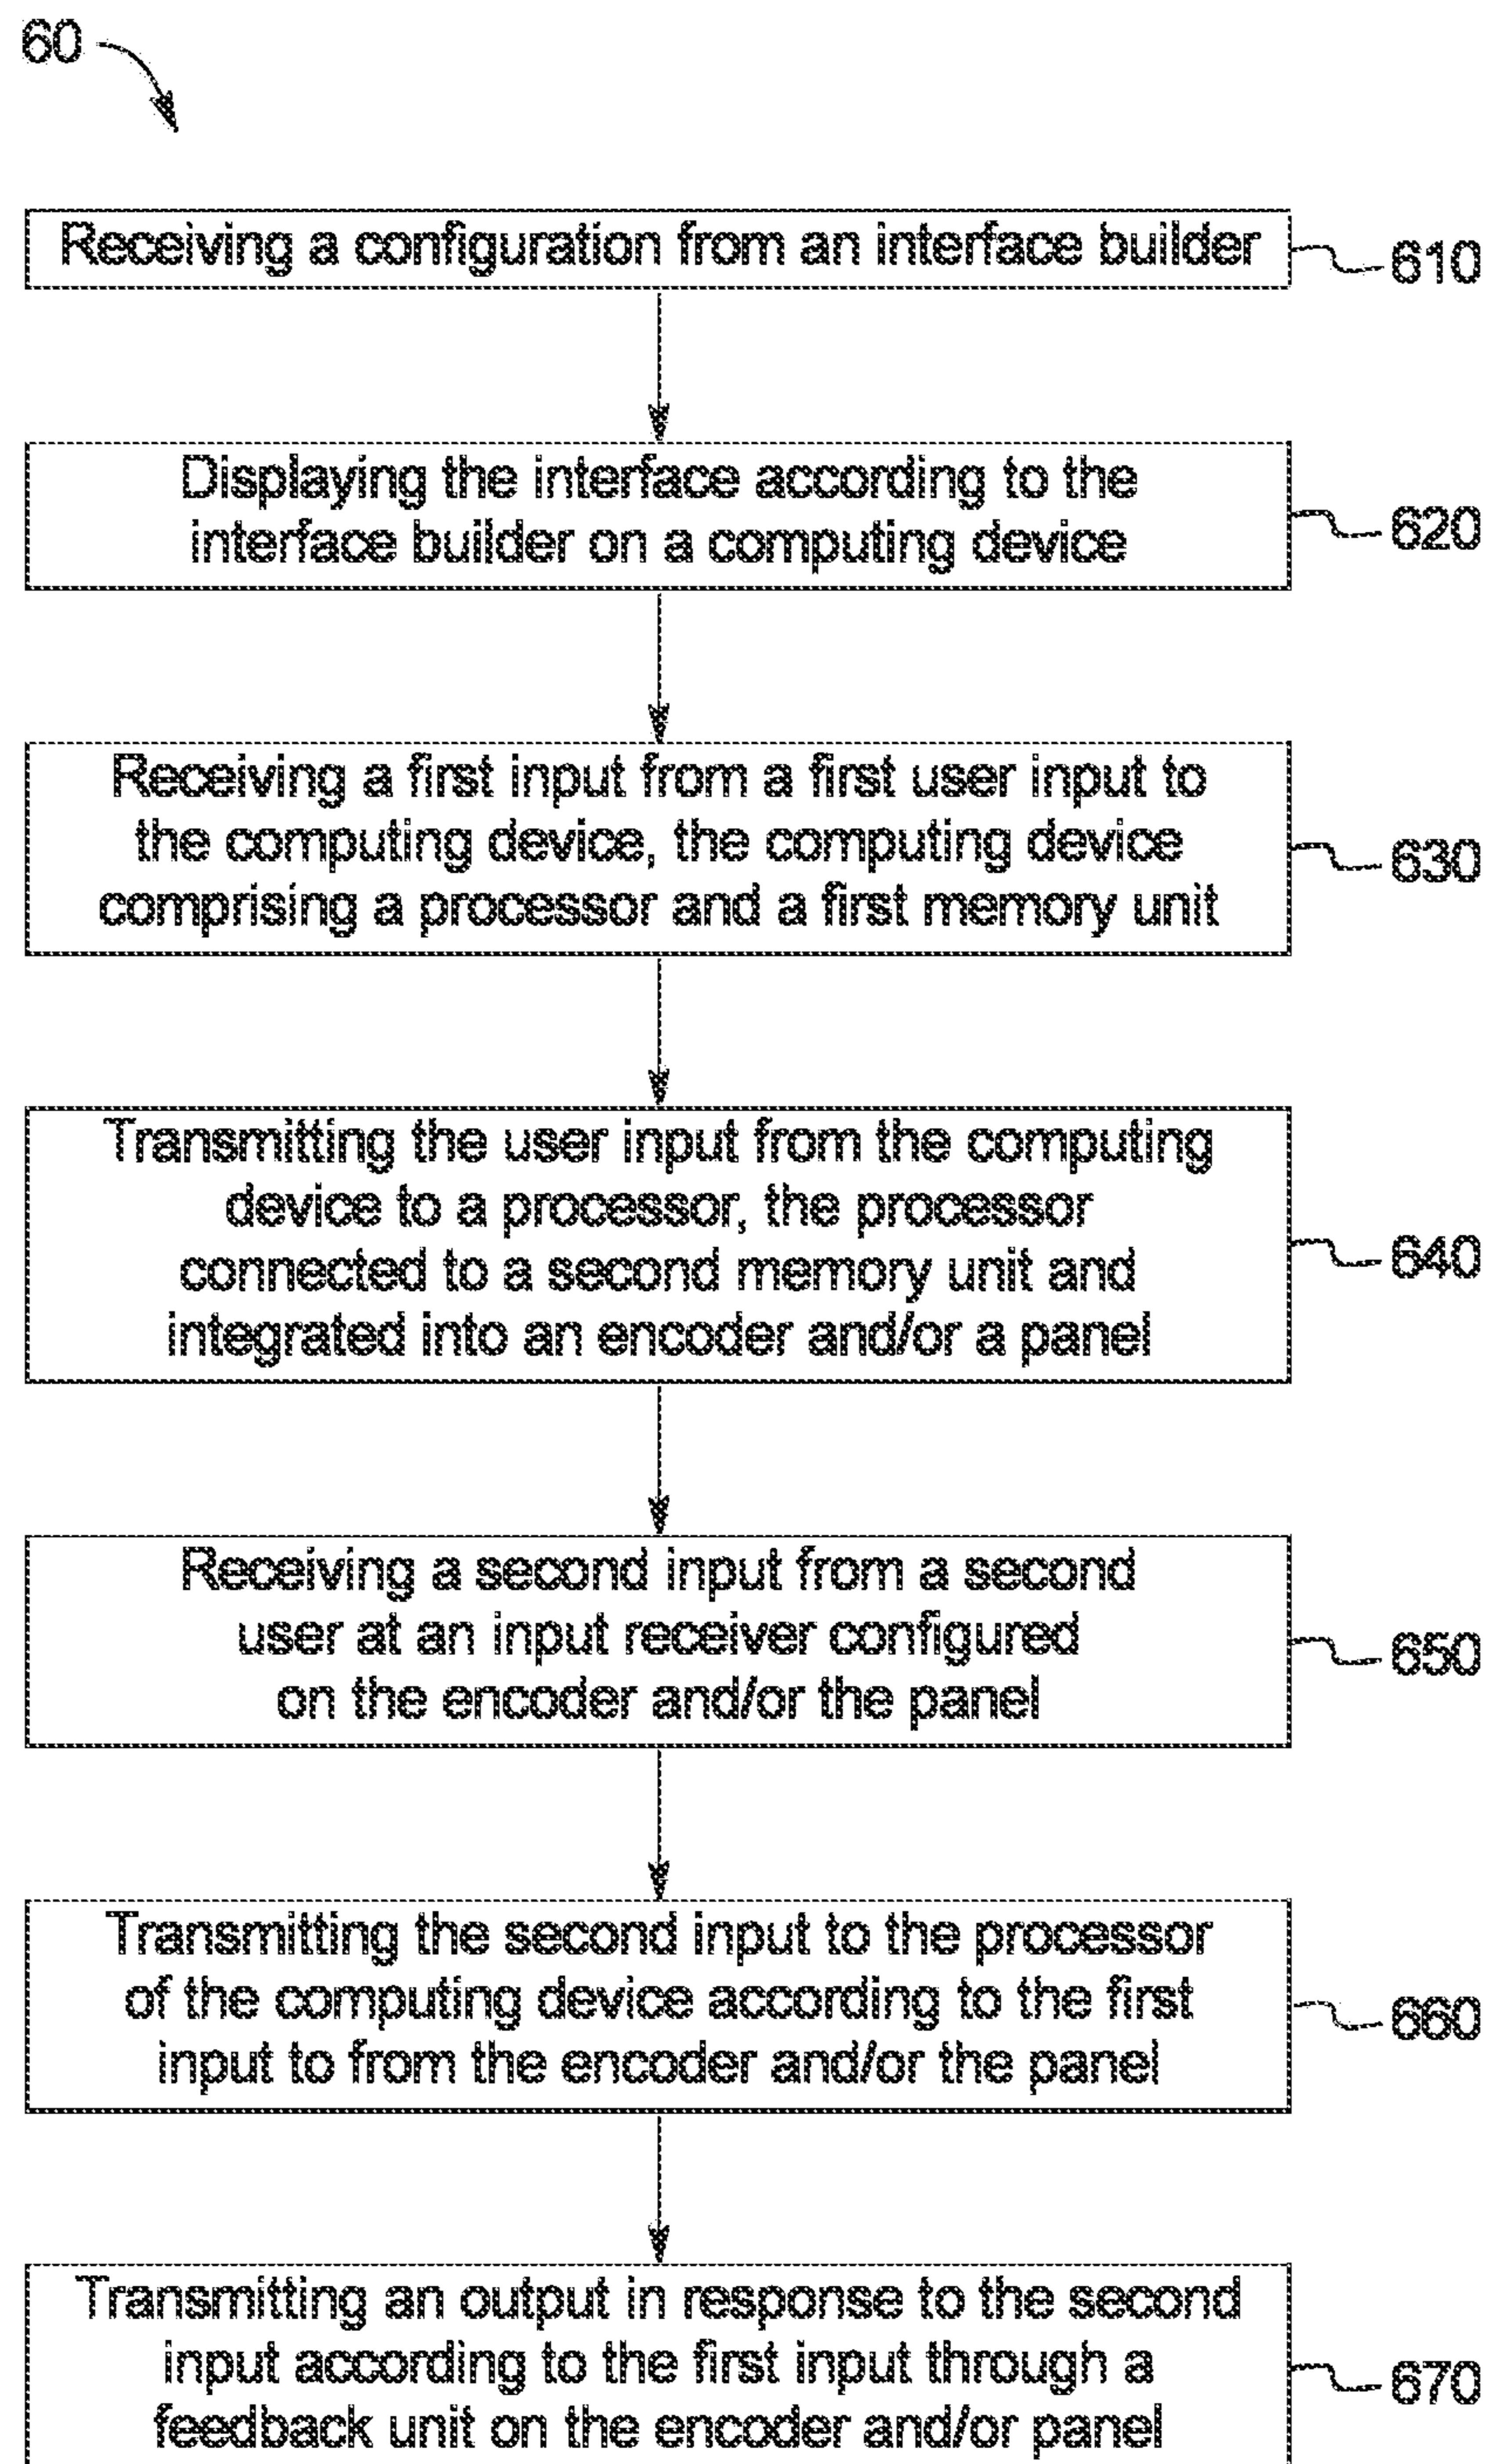 60
Receiving a configuration from an interface builder
610
Displaying the interface according to the
interface builder on a computing device
620
Receiving a first input from a first user input to
the computing device, the computing device
comprising a processor and a first memory unit
630
Transmitting the user input from the computing
device to a processor, the processor
connected to a second memory unit and
integrated into an encoder and/or a panel
640
Receiving a second input from a second
user at an input receiver configured
on the encoder and/or the panel
650
Transmitting the second input to the processor
of the computing device according to the first
input to from the encoder and/or the panel
660
Transmitting an output in response to the second
input according to the first input through a
feedback unit on the encoder and/or panel
670